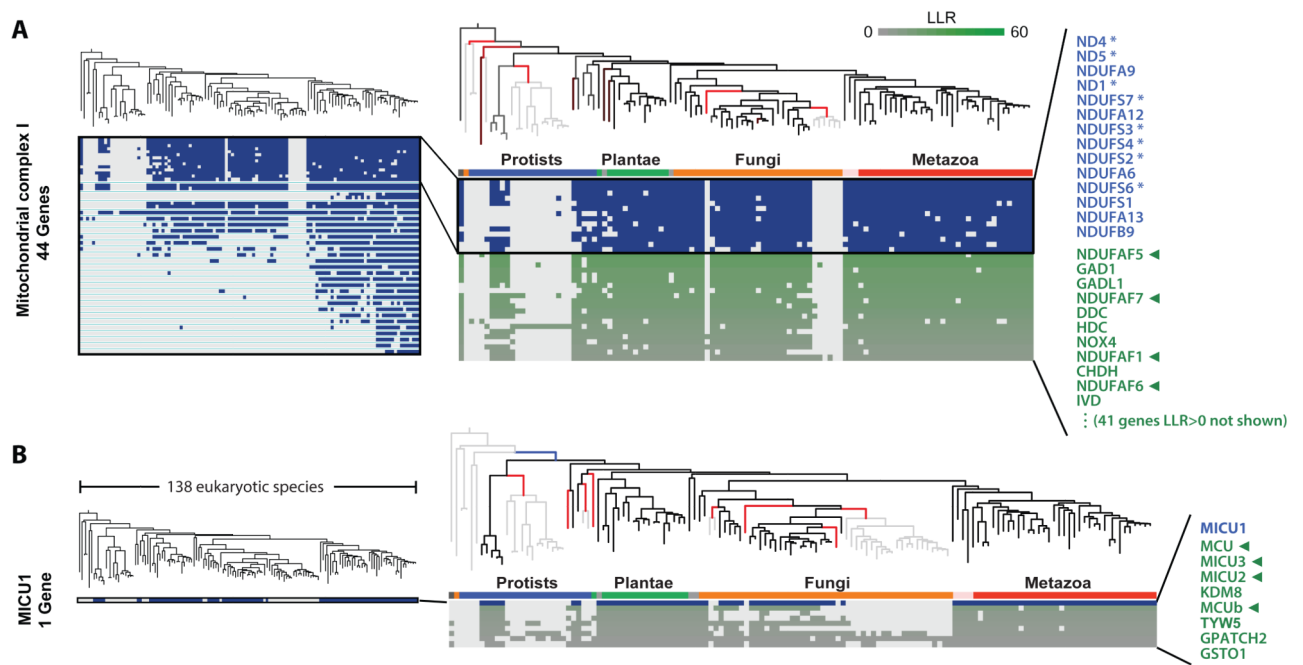 A
LLR
0 60
Mitochondrial complex I
44 Genes
Protists Plantae Fungi Metazoa
ND4 *
ND5 *
NDUFA9
ND1 *
NDUFS7 *
NDUFA12
NDUFS3 *
NDUFS4 *
NDUFS2 *
NDUFA6
NDUFS6 *
NDUFS1
NDUFA13
NDUFB9
NDUFAF5 ◄
GAD1
GADL1
NDUFAF7 ◄
DDC
HDC
NOX4
NDUFAF1 ◄
CHDH
NDUFAF6 ◄
IVD
⋮ (41 genes LLR>0 not shown)
B
138 eukaryotic species
MICU1
1 Gene
Protists Plantae Fungi Metazoa
MICU1
MCU ◄
MICU3 ◄
MICU2 ◄
KDM8
MCUb ◄
TYW5
GPATCH2
GSTO1